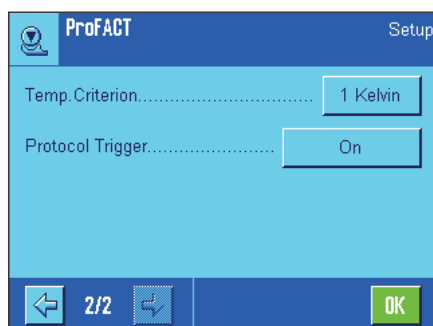 ProFACT
Setup
Temp.Criterion................................. 1 Kelvin
Protocol Trigger........................ On
2/2
OK